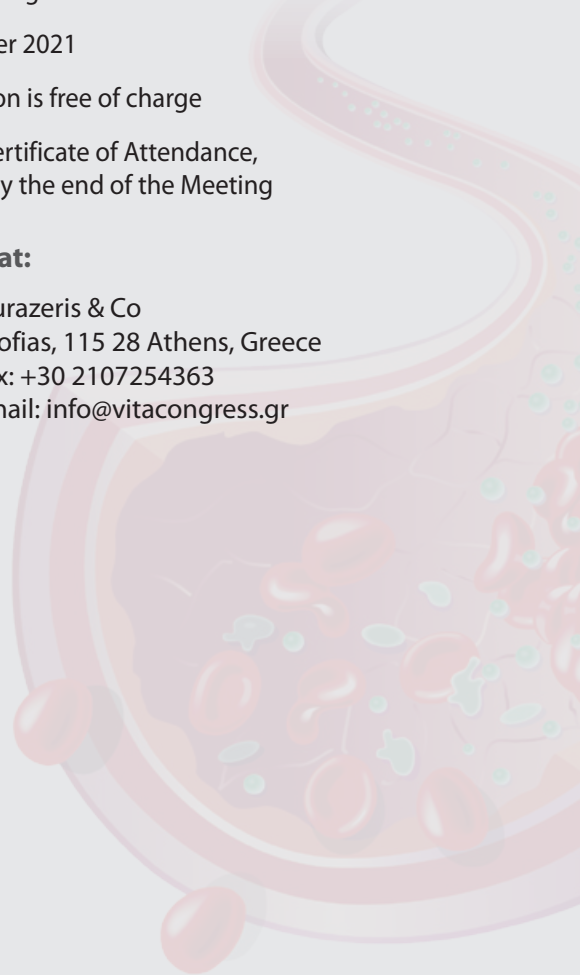 er 2021
on is free of charge
ertificate of Attendance,
y the end of the Meeting
at:
urazeris & Co
ofias, 115 28 Athens, Greece
x: +30 2107254363
nail: info@vitacongress.gr